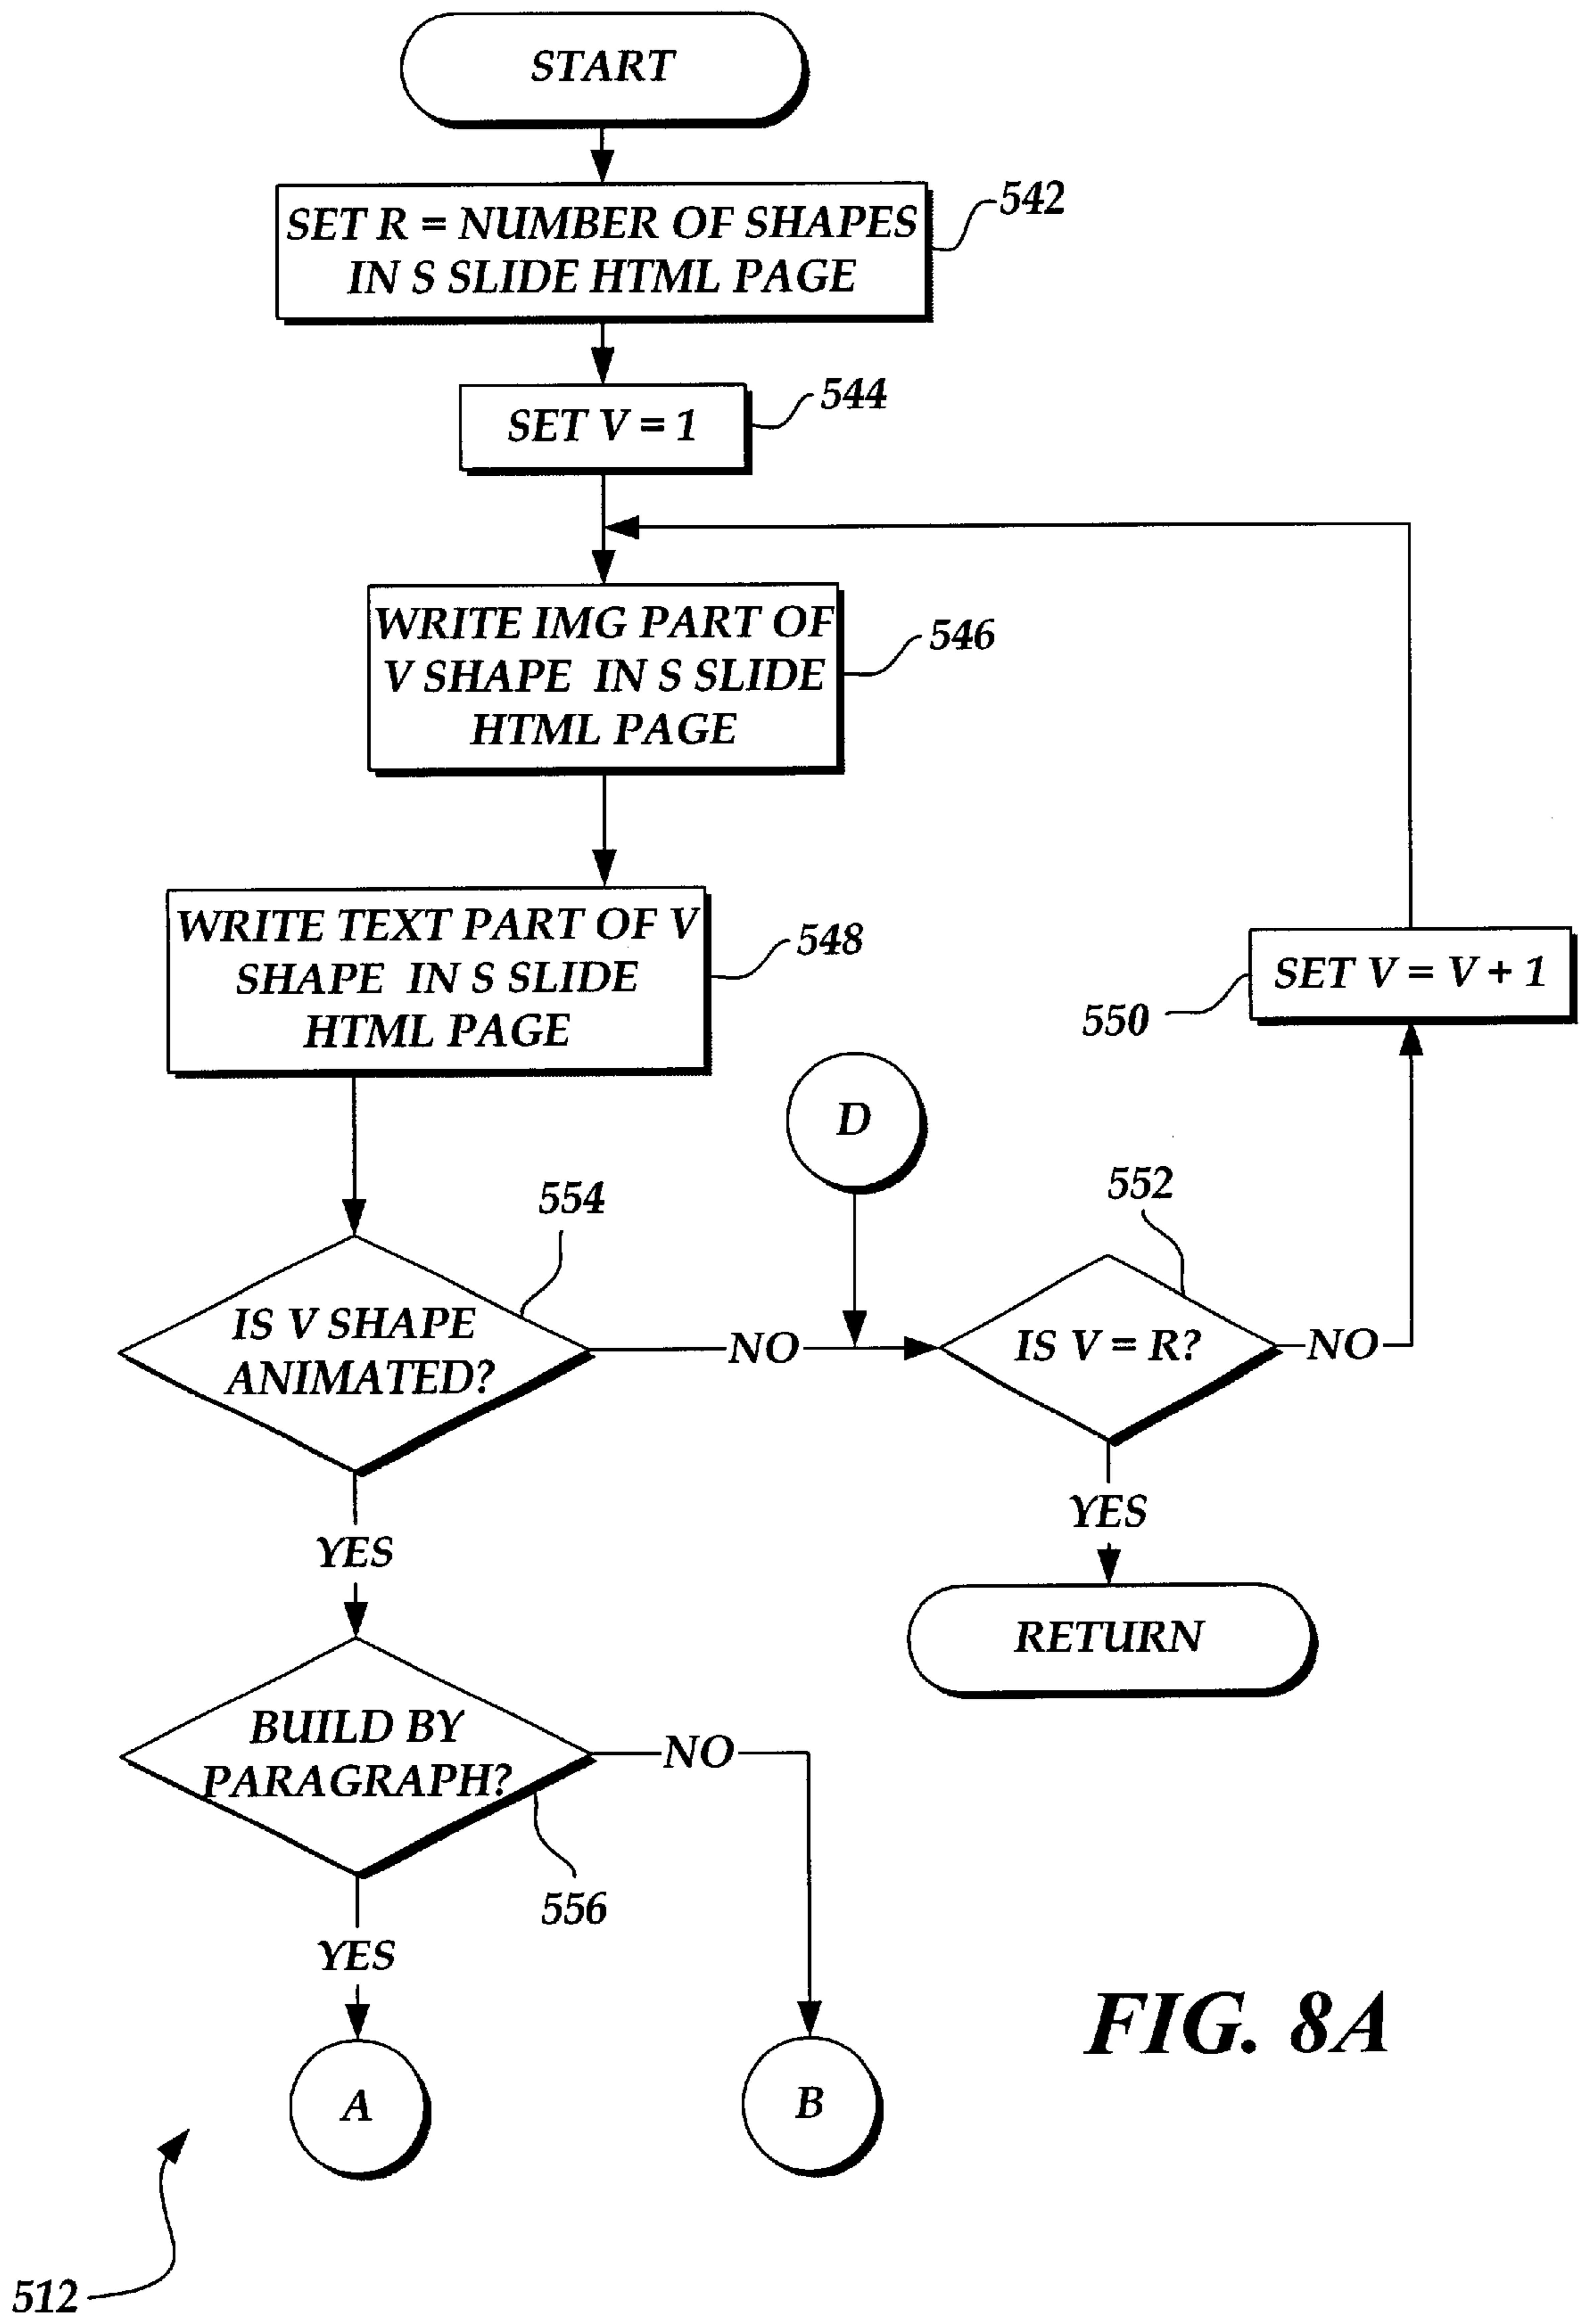 START
SET R = NUMBER OF SHAPES
IN S SLIDE HTML PAGE
542
SET V = 1
544
WRITE IMG PART OF
V SHAPE IN S SLIDE
HTML PAGE
546
WRITE TEXT PART OF V
SHAPE IN S SLIDE
HTML PAGE
548
SET V = V + 1
550
D
554
552
IS V SHAPE
ANIMATED?
NO
IS V = R?
NO
YES
YES
RETURN
BUILD BY
PARAGRAPH?
NO
556
YES
A
B
FIG. 8A
512